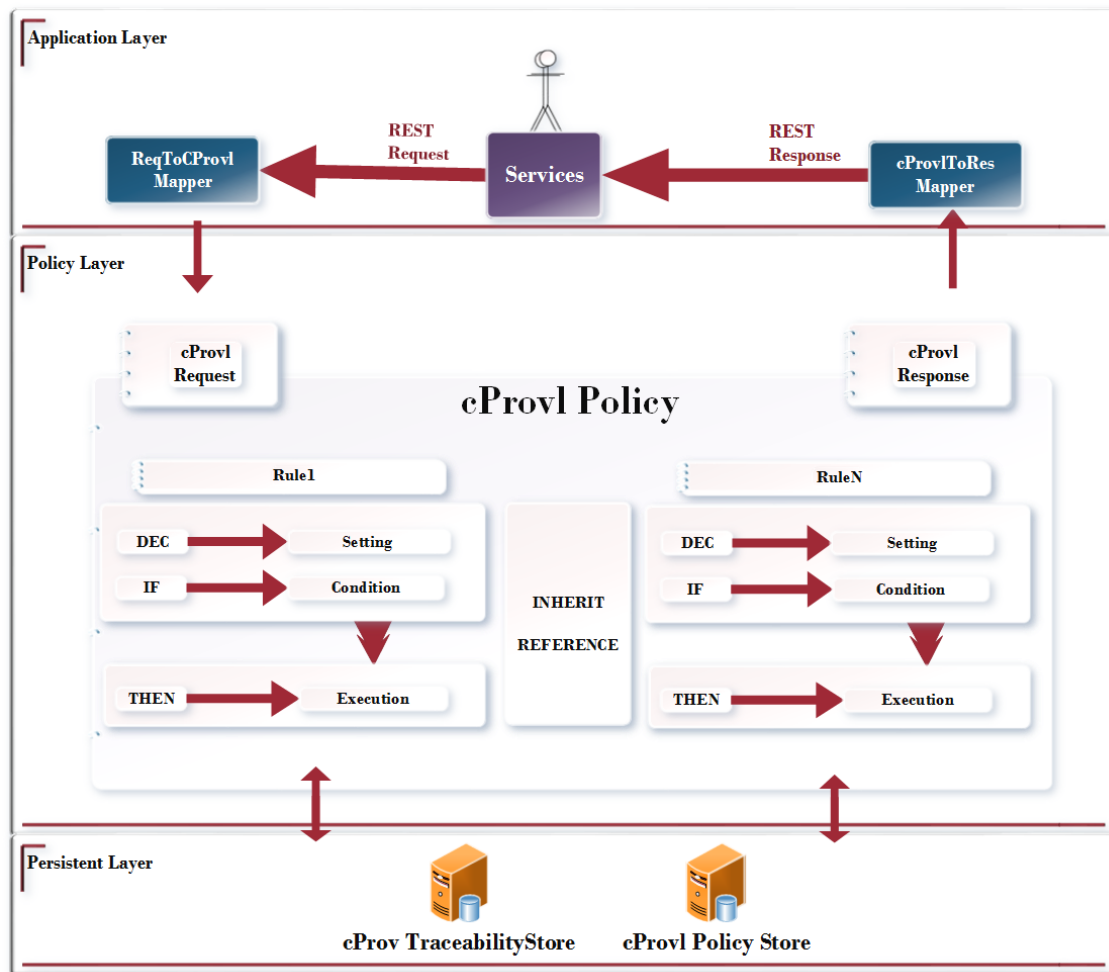 Application Layer
REST
Request
REST
Response
ReqToCProvl
Mapper
Services
cProvlToRes
Mapper
Policy Layer
cProvl
Request
cProvl
Response
cProvl Policy
Rule1
DEC
Setting
IF
Condition
THEN
Execution
INHERIT
REFERENCE
RuleN
DEC
Setting
IF
Condition
THEN
Execution
Persistent Layer
cProv TraceabilityStore
cProvl Policy Store